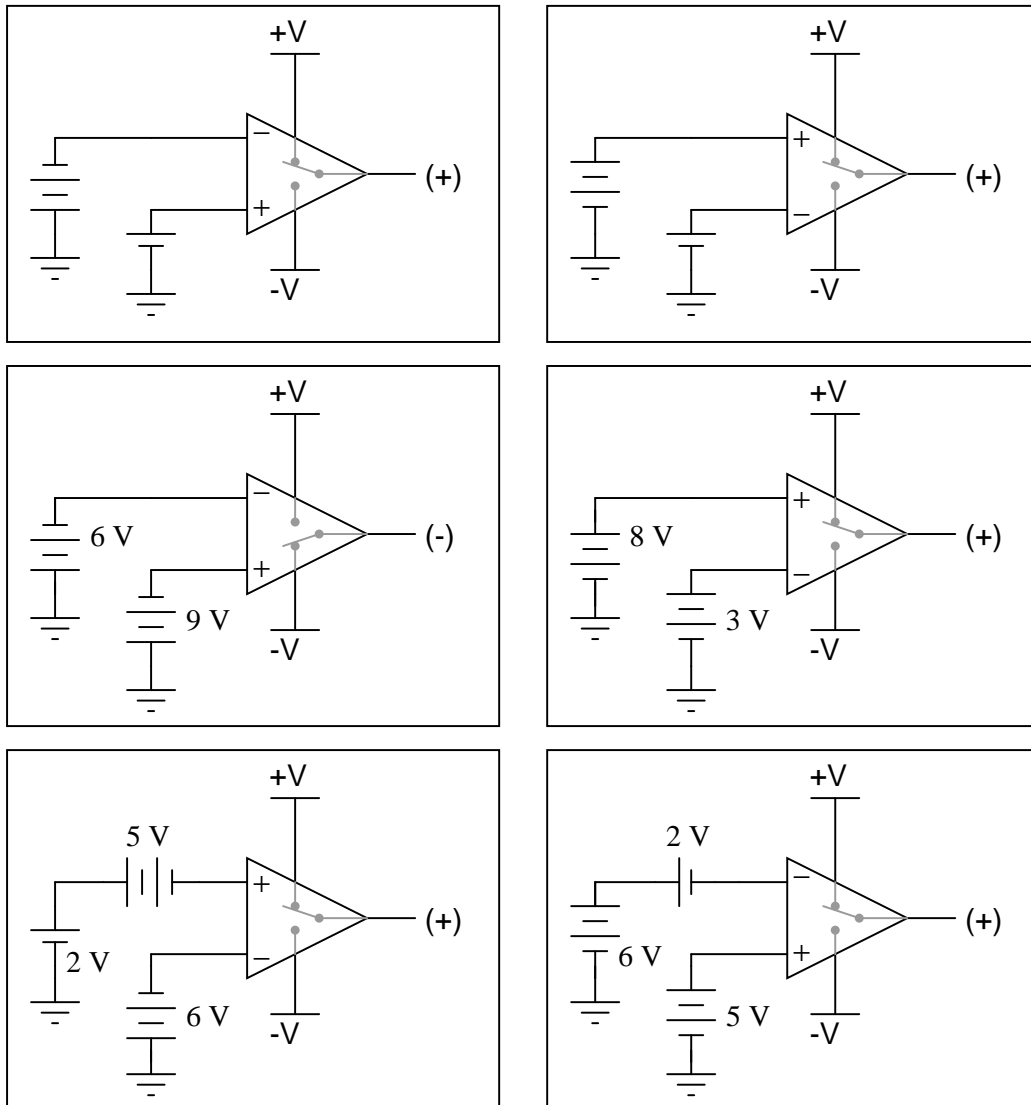 +V
−
+
(+)
-V
+V
+
−
(+)
-V
+V
−
6 V
(-)
+
9 V
-V
+V
+
8 V
(+)
−
3 V
-V
+V
5 V
+
(+)
2 V
−
6 V
-V
+V
2 V
−
(+)
6 V
+
5 V
-V